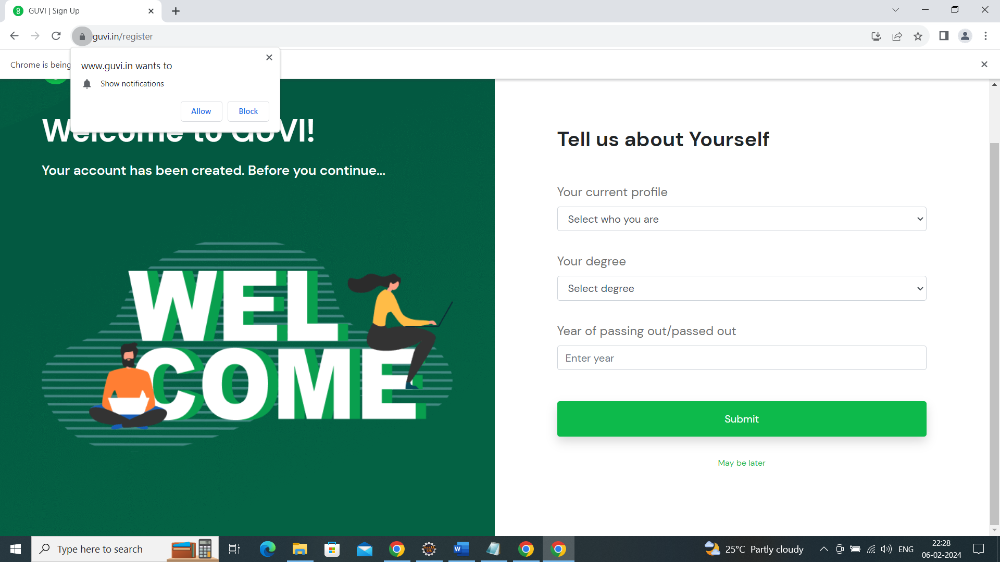 GUVI | Sign Up
guvi.in/register
Chrome is being
www.guvi.in wants to
Show notifications
Allow
Block
Welcome to GUVI!
Your account has been created. Before you continue...
WEL
COME
Tell us about Yourself
Your current profile
Select who you are
Your degree
Select degree
Year of passing out/passed out
Enter year
Submit
May be later
Type here to search
25°C Partly cloudy
ENG
22:28
06-02-2024